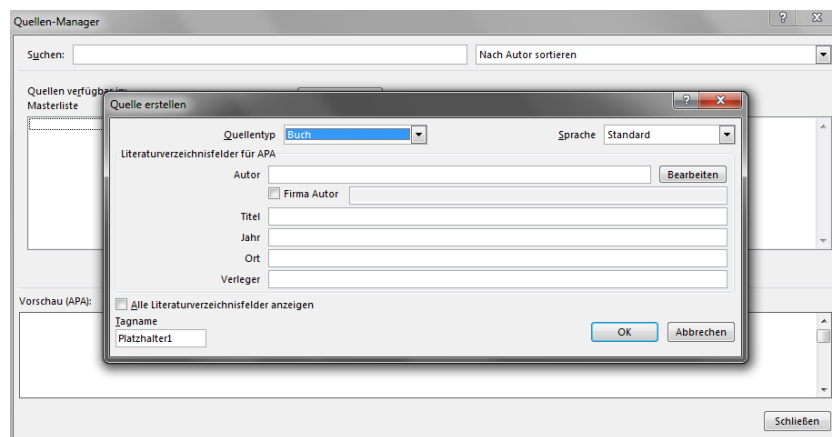 Quellen-Manager
Suchen:
Nach Autor sortieren
Quellen verfügbar in:
Masterliste
Quelle erstellen
Quellentyp Buch
Sprache Standard
Literaturverzeichnisfelder für APA
Autor
Bearbeiten
Firma Autor
Titel
Jahr
Ort
Verleger
Vorschau (APA):
Alle Literaturverzeichnisfelder anzeigen
Tagname
Platzhalter1
OK
Abbrechen
Schließen